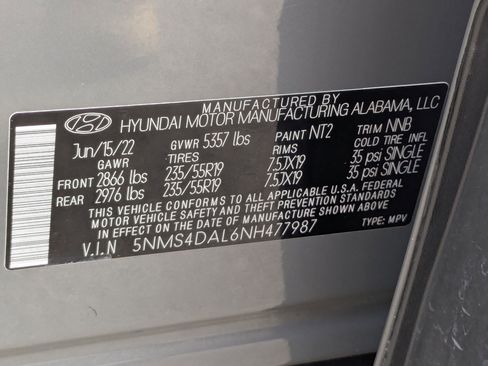 MANUFACTURED BY
HYUNDAI MOTOR MANUFACTURING ALABAMA, LLC
Jun/15/22 GVWR 5357 lbs PAINT NT2 TRIM NNB
GAWR TIRES RIMS COLD TIRE INFL
FRONT 2866 lbs 235/55R19 7.5JX19 35 psi SINGLE
REAR 2976 lbs 235/55R19 7.5JX19 35 psi SINGLE
THIS VEHICLE CONFORMS TO ALL APPLICABLE U.S.A. FEDERAL
MOTOR VEHICLE SAFETY AND THEFT PREVENTION STANDARDS IN
EFFECT ON THE DATE OF MANUFACTURE SHOWN ABOVE.
V.I.N 5NMS4DAL6NH477987 TYPE: MPV